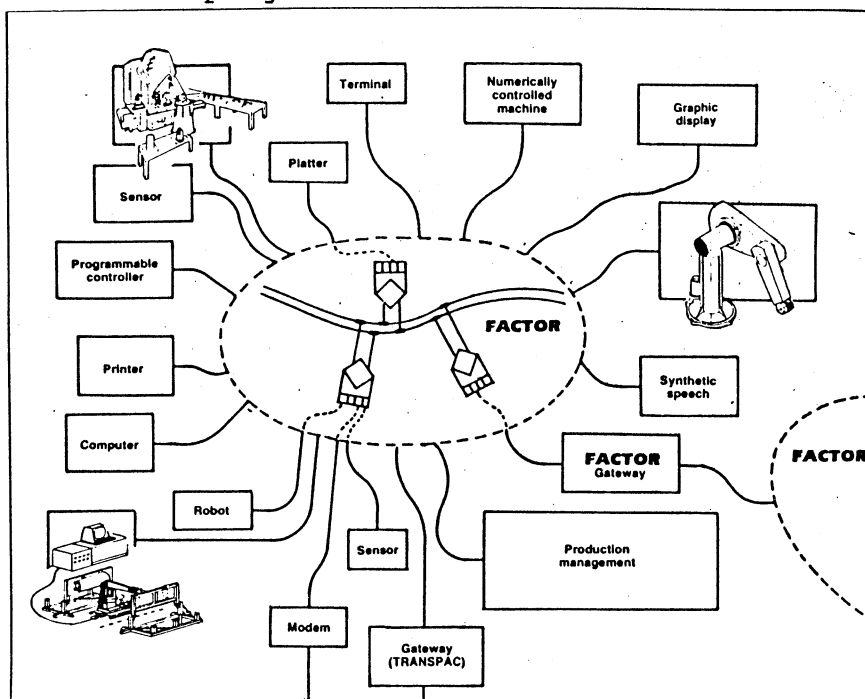 Terminal
Numerically
controlled
machine
Graphic
display
Platter
Sensor
Programmable
controller
FACTOR
Printer
Synthetic
speech
Computer
FACTOR
Gateway
FACTOR
Robot
Sensor
Production
management
Modem
Gateway
(TRANSPAC)